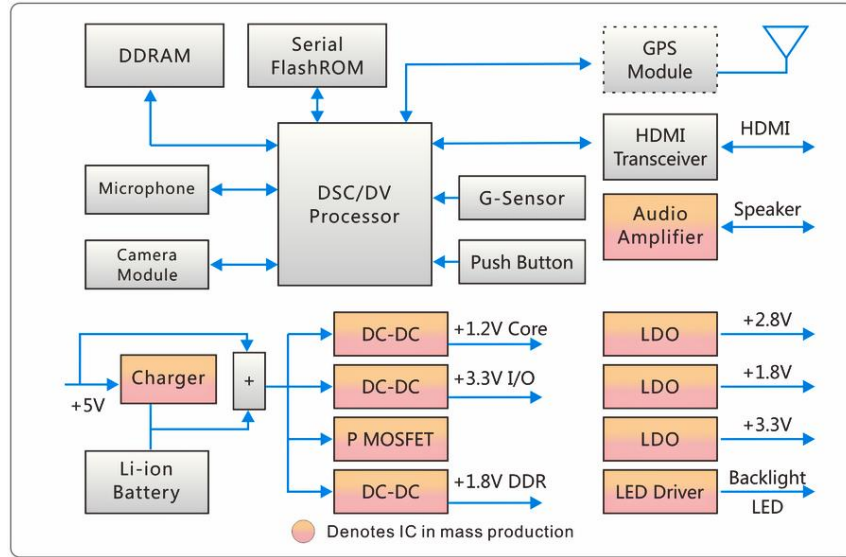 DDRAM
Serial
FlashROM
GPS
Module
HDMI
Transceiver
HDMI
Microphone
DSC/DV
Processor
G-Sensor
Audio
Amplifier
Speaker
Camera
Module
Push Button
DC-DC
+1.2V Core
LDO
+2.8V
Charger
+
+5V
DC-DC
+3.3V I/O
LDO
+1.8V
P MOSFET
LDO
+3.3V
Li-ion
Battery
DC-DC
+1.8V DDR
LED Driver
Backlight
LED
Denotes IC in mass production